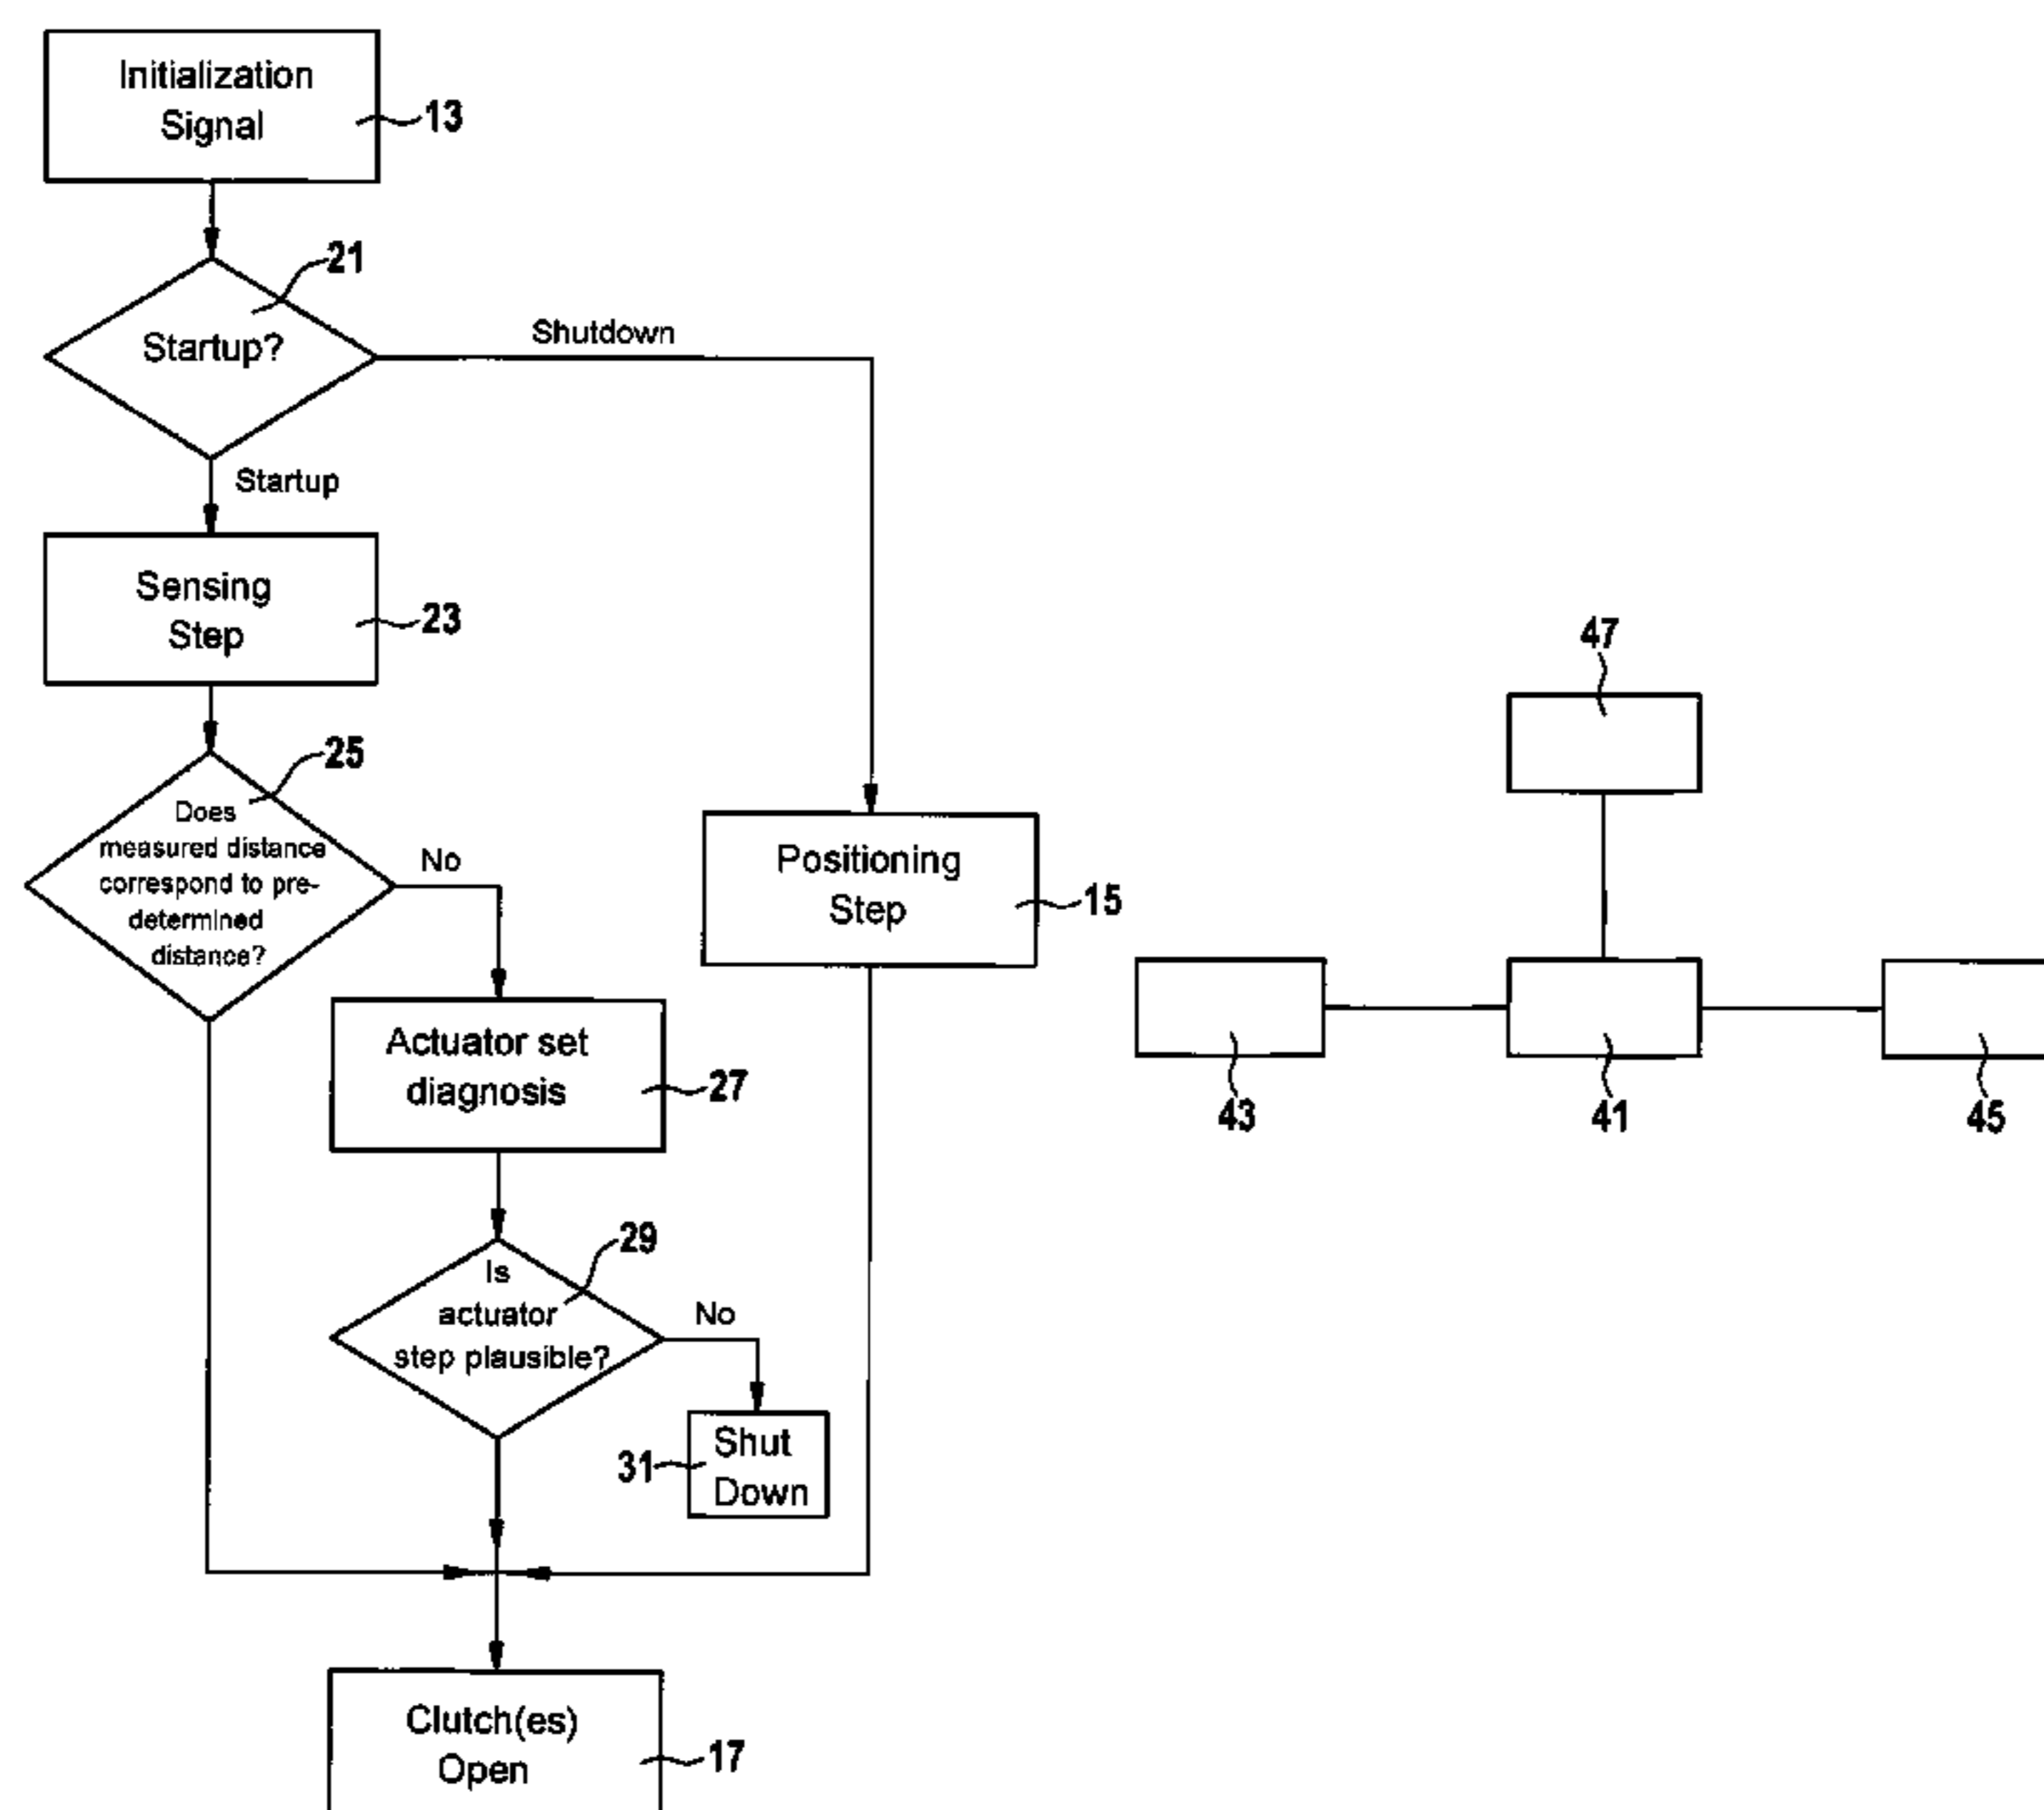 Initialization
Signal
13
21
Startup?
Shutdown
Startup
Sensing
Step
23
25
Does
measured distance
correspond to pre-
determined
distance?
No
Positioning
Step
15
Actuator set
diagnosis
27
29
Is
actuator
step plausible?
No
31
Shut
Down
Clutch(es)
Open
17
47
43
41
45